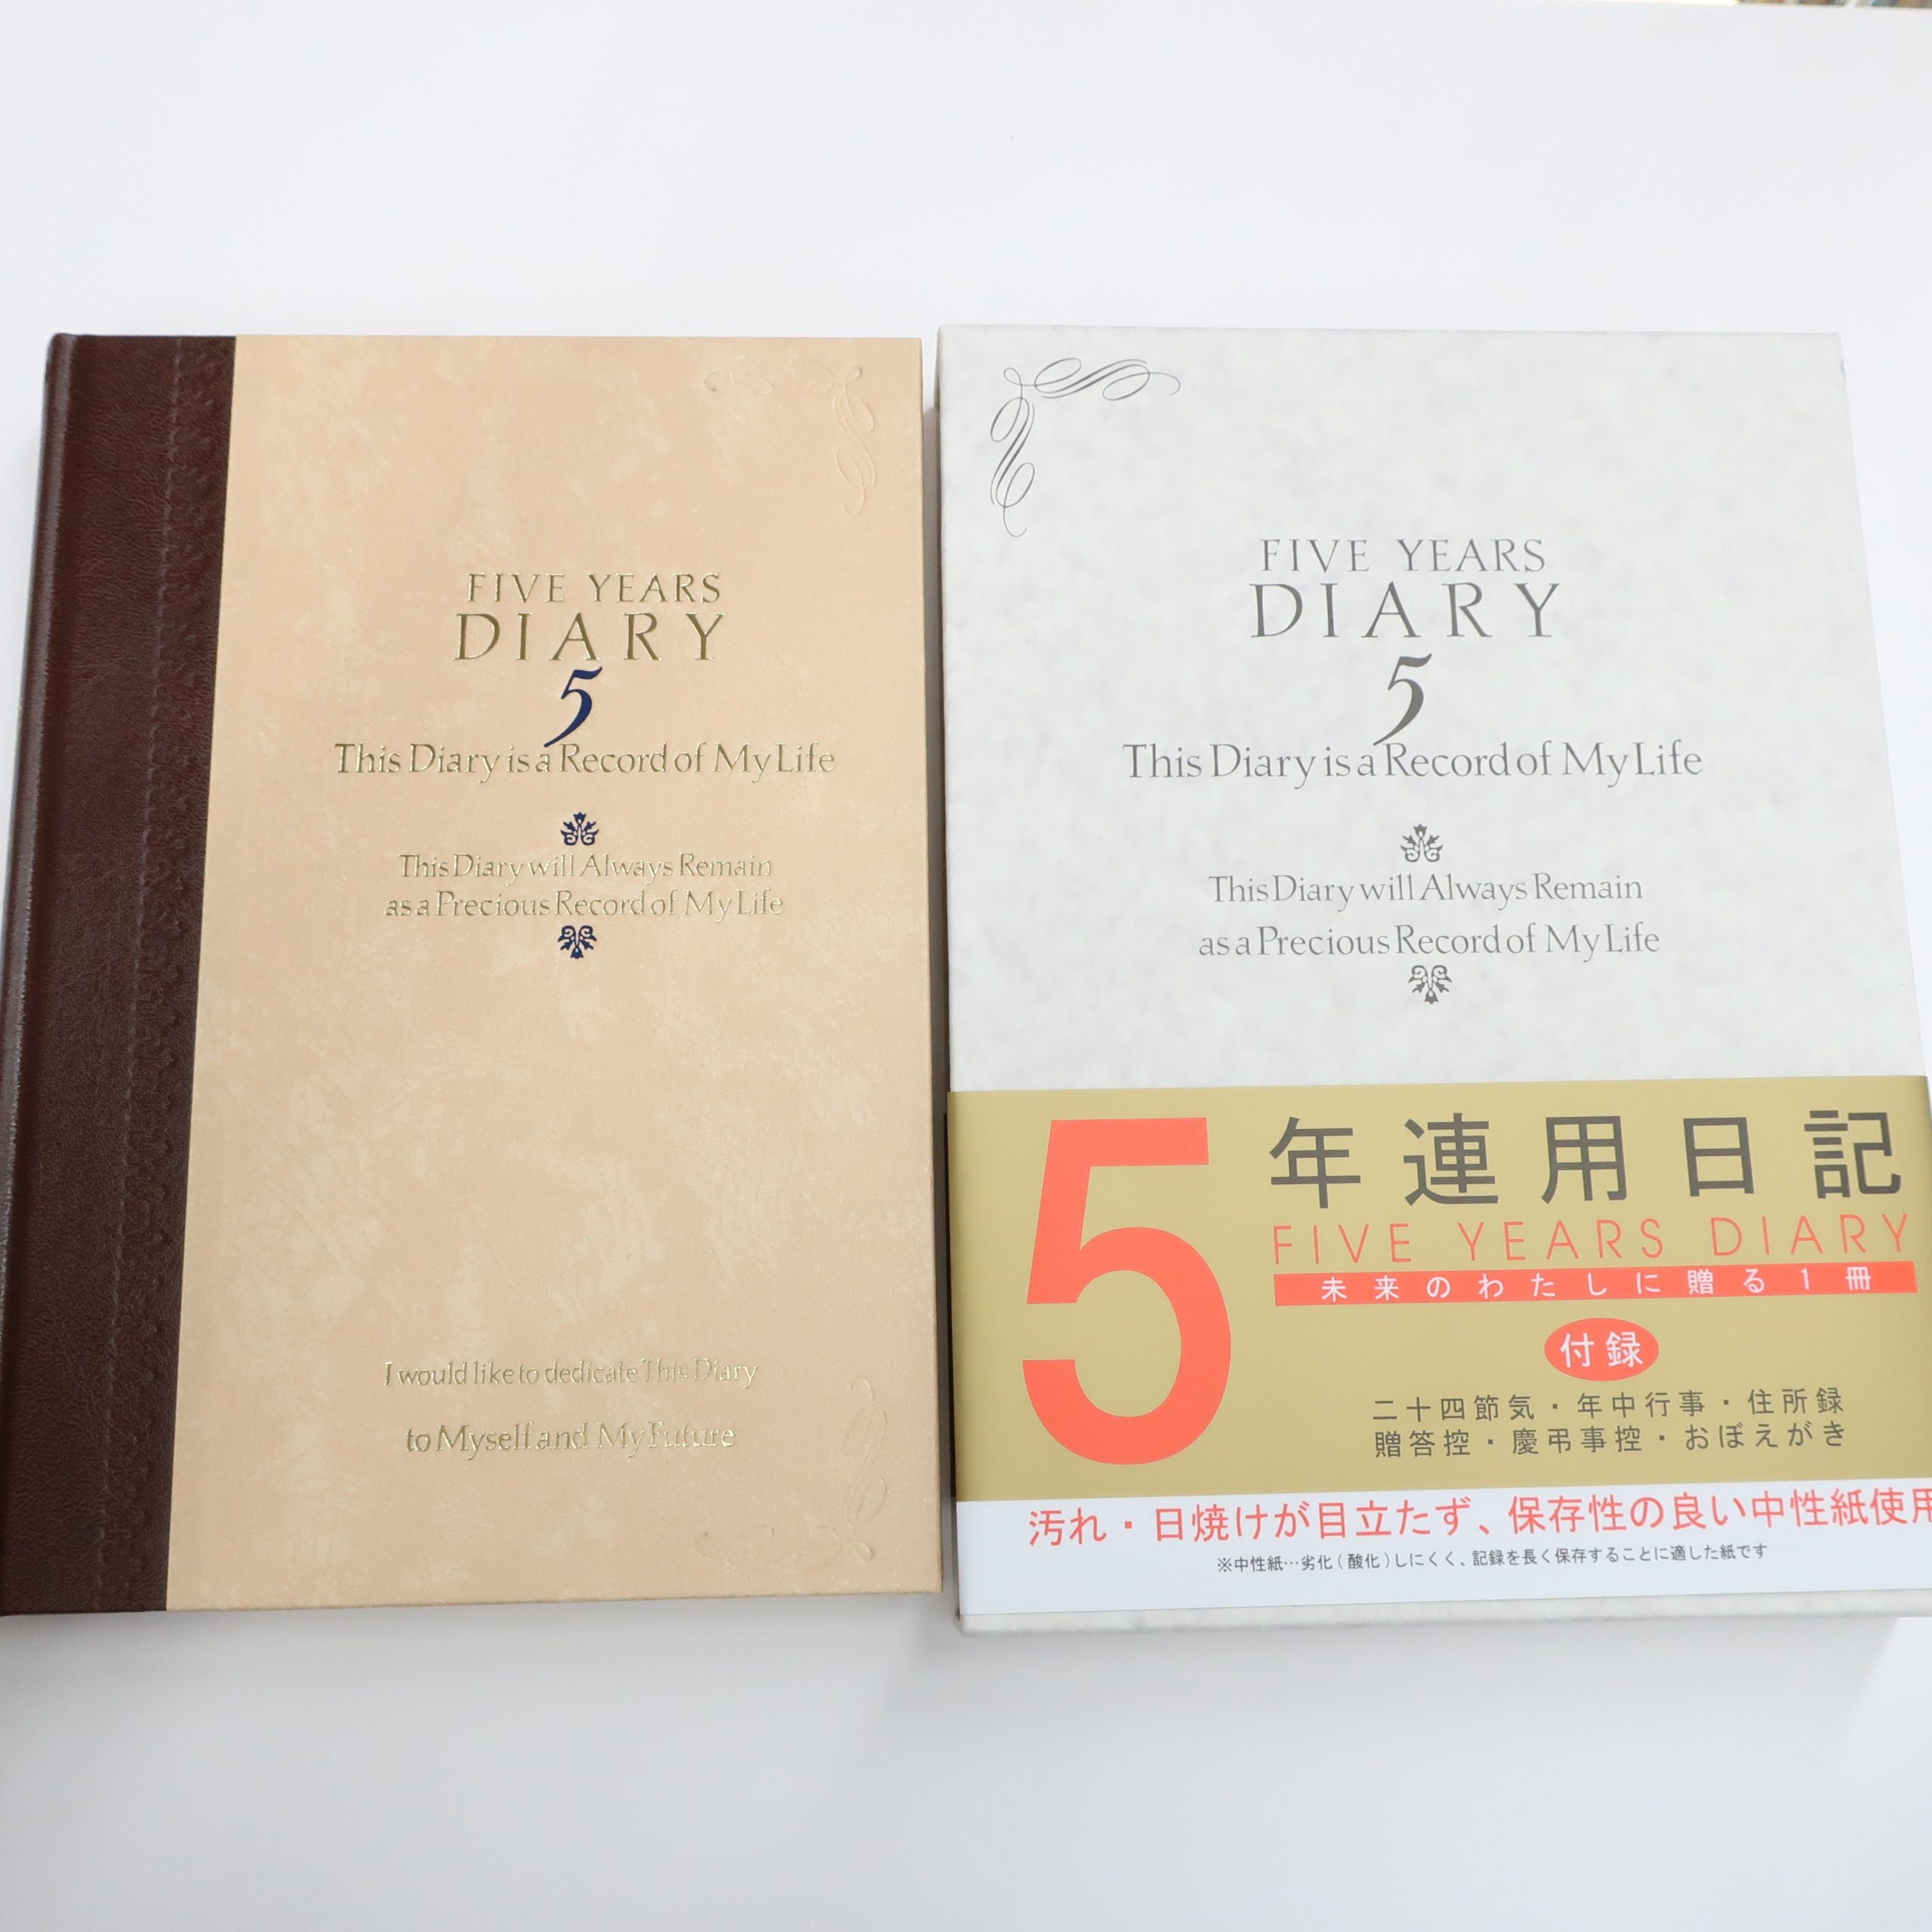 FIVE YEARS
DIARY
5
This Diary is a Record of My Life
This Diary will Always Remain
as a Precious Record of My Life
I would like to dedicate This Diary
to Myself and My Future
FIVE YEARS
DIARY
5
This Diary is a Record of My Life
This Diary will Always Remain
as a Precious Record of My Life
5年連用日記
FIVE YEARS DIARY
未来のわたしに贈る1冊
付録
二十四節気・年中行事・住所録
贈答控・慶弔事控・おぼえがき
汚れ・日焼けが目立たず、保存性の良い中性紙使用
※中性紙…劣化(酸化)しにくく、記録を長く保存することに適した紙です